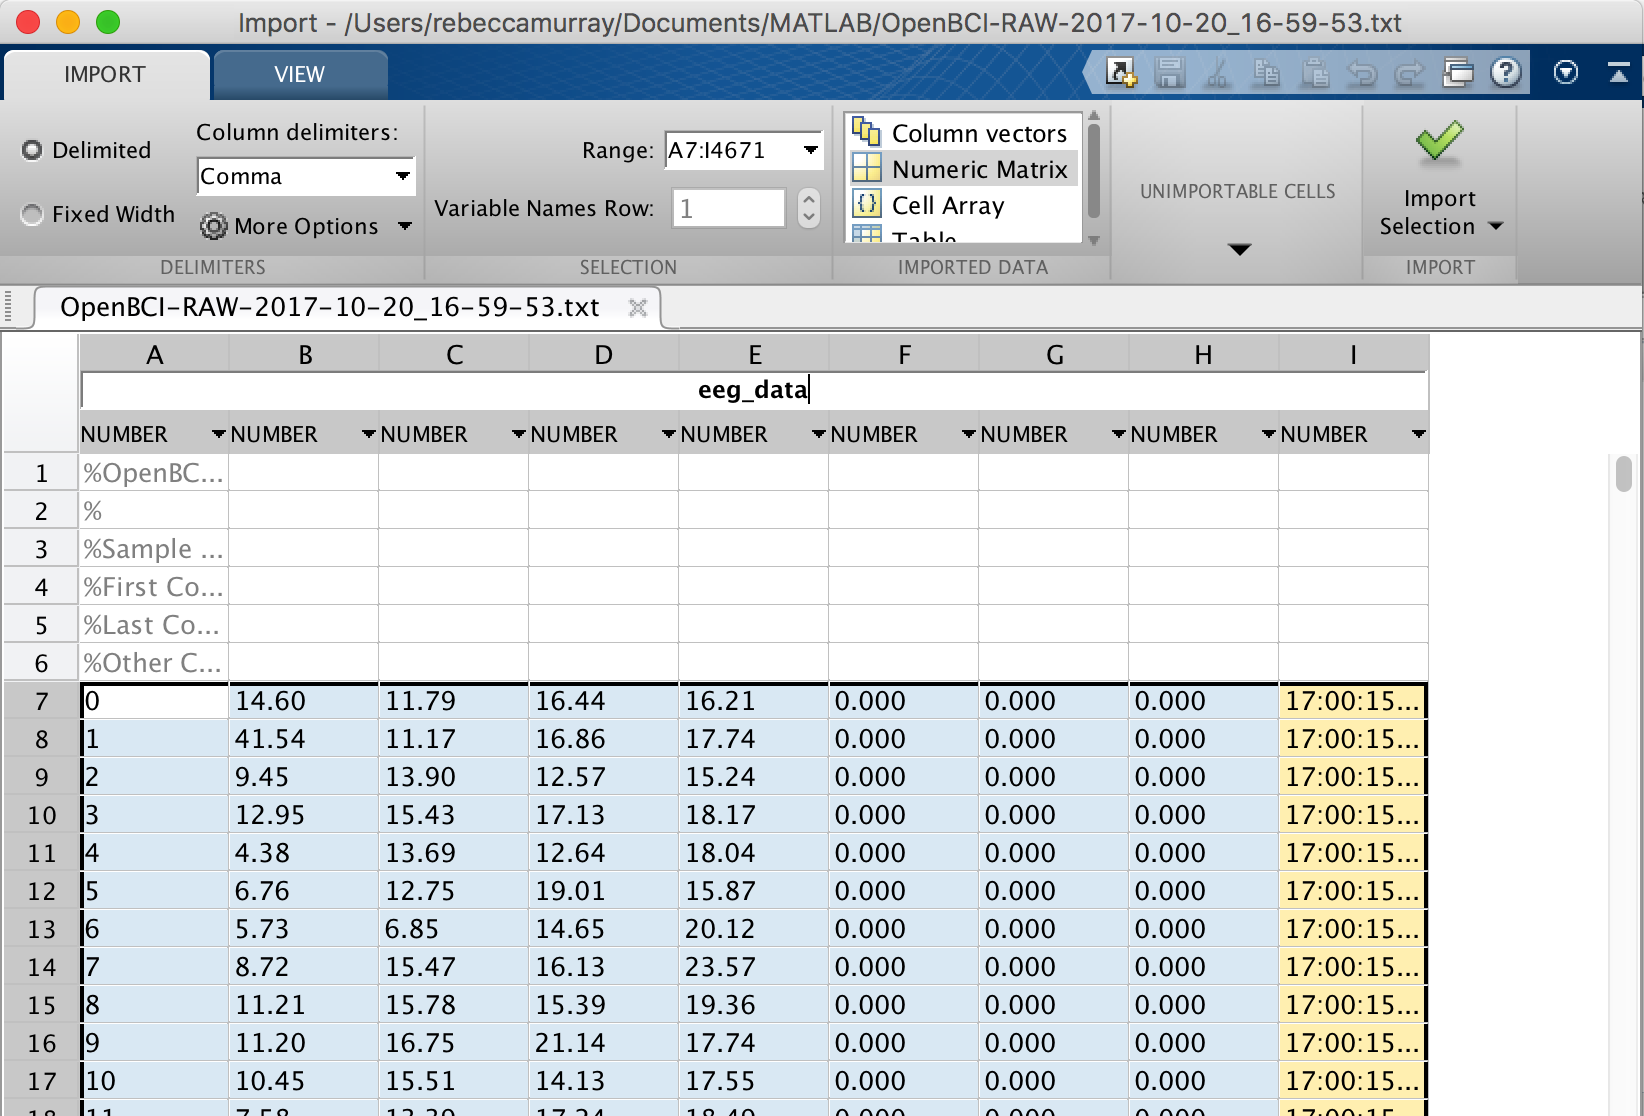 Import - /Users/rebeccamurray/Documents/MATLAB/OpenBCI-RAW-2017-10-20_16-59-53.txt
IMPORT VIEW
Delimited
Fixed Width
Column delimiters:
Comma
More Options
DELIMITERS
Range: A7:I4671
Variable Names Row: 1
SELECTION
Column vectors
Numeric Matrix
Cell Array
Table
IMPORTED DATA
UNIMPORTABLE CELLS
Import
Selection
IMPORT
OpenBCI-RAW-2017-10-20_16-59-53.txt
A B C D E F G H I
eeg_data
NUMBER NUMBER NUMBER NUMBER NUMBER NUMBER NUMBER NUMBER NUMBER
1 %OpenBC...
2 %
3 %Sample ...
4 %First Co...
5 %Last Co...
6 %Other C...
7 0 14.60 11.79 16.44 16.21 0.000 0.000 0.000 17:00:15...
8 1 41.54 11.17 16.86 17.74 0.000 0.000 0.000 17:00:15...
9 2 9.45 13.90 12.57 15.24 0.000 0.000 0.000 17:00:15...
10 3 12.95 15.43 17.13 18.17 0.000 0.000 0.000 17:00:15...
11 4 4.38 13.69 12.64 18.04 0.000 0.000 0.000 17:00:15...
12 5 6.76 12.75 19.01 15.87 0.000 0.000 0.000 17:00:15...
13 6 5.73 6.85 14.65 20.12 0.000 0.000 0.000 17:00:15...
14 7 8.72 15.47 16.13 23.57 0.000 0.000 0.000 17:00:15...
15 8 11.21 15.78 15.39 19.36 0.000 0.000 0.000 17:00:15...
16 9 11.20 16.75 21.14 17.74 0.000 0.000 0.000 17:00:15...
17 10 10.45 15.51 14.13 17.55 0.000 0.000 0.000 17:00:15...
18 11 0.000 0.000 0.000 17:00:15...